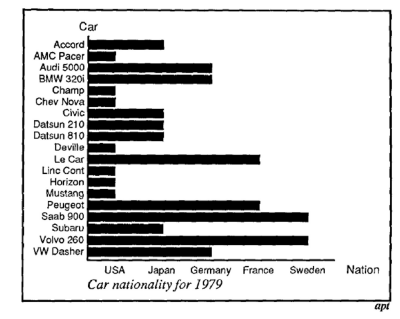 Car
Accord
AMC Pacer
Audi 5000
BMW 320i
Champ
Chev Nova
Civic
Datsun 210
Datsun 810
Deville
Le Car
Linc Cont
Horizon
Mustang
Peugeot
Saab 900
Subaru
Volvo 260
VW Dasher
USA Japan Germany France Sweden Nation
Car nationality for 1979
apt